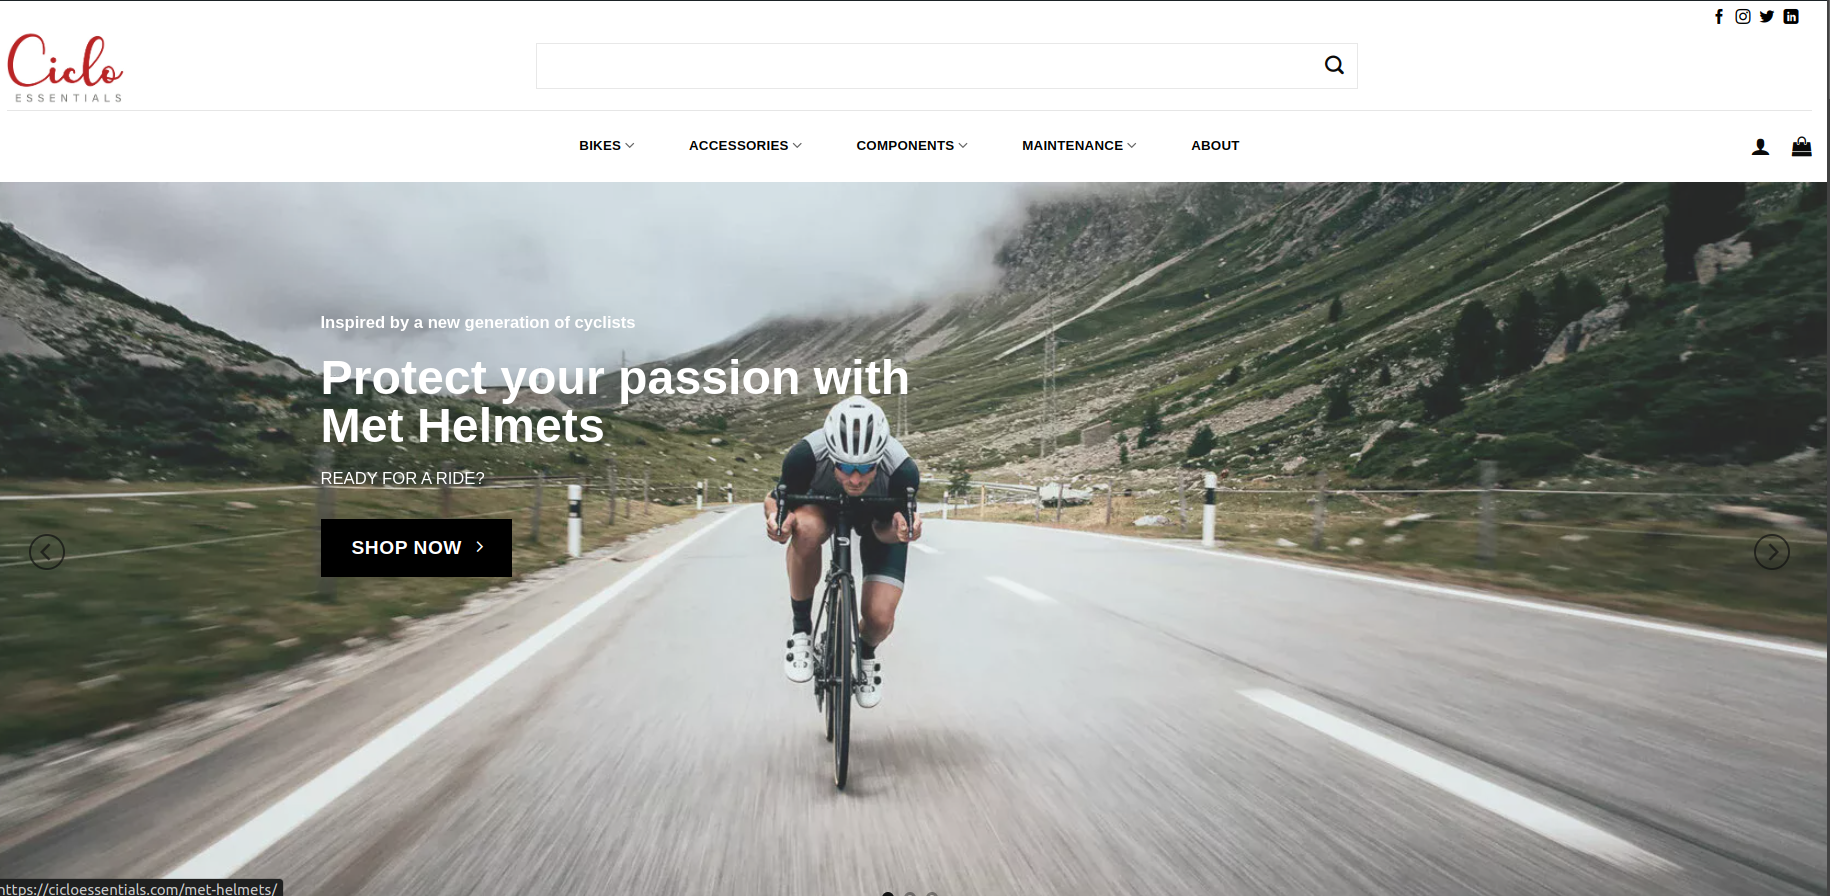 Ciclo
ESSENTIALS
BIKES
ACCESSORIES
COMPONENTS
MAINTENANCE
ABOUT
Inspired by a new generation of cyclists
Protect your passion with
Met Helmets
READY FOR A RIDE?
SHOP NOW
https://cicloessentials.com/met-helmets/